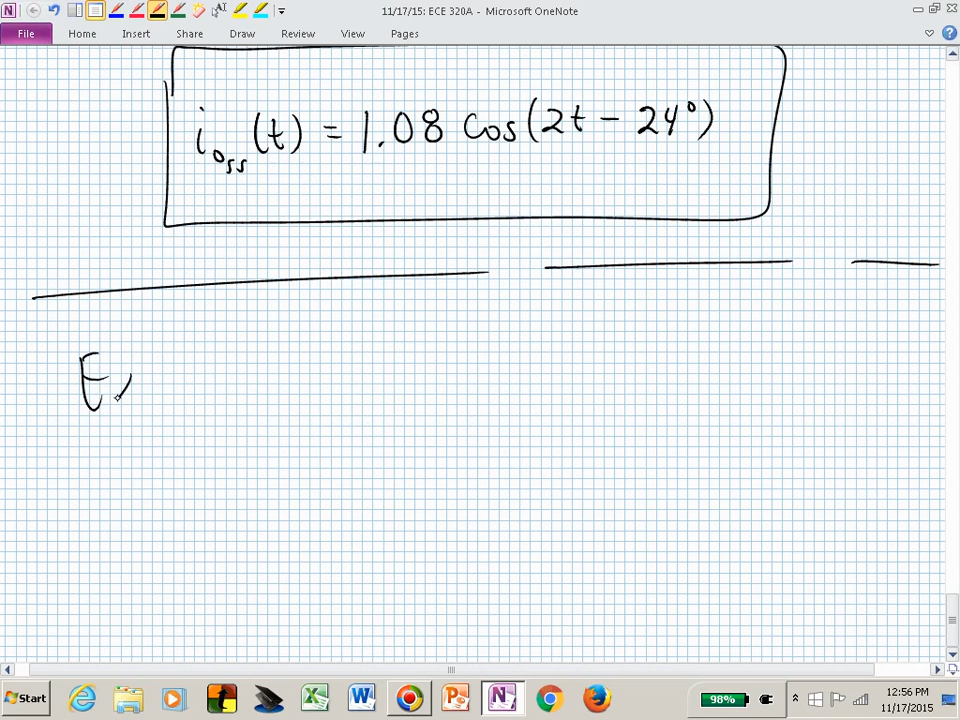 11/17/15: ECE 320A - Microsoft OneNote
File Home Insert Share Draw Review View Pages
i₀ₛₛ(t) = 1.08 cos(2t - 24°)
E
Start
98%
12:56 PM
11/17/2015